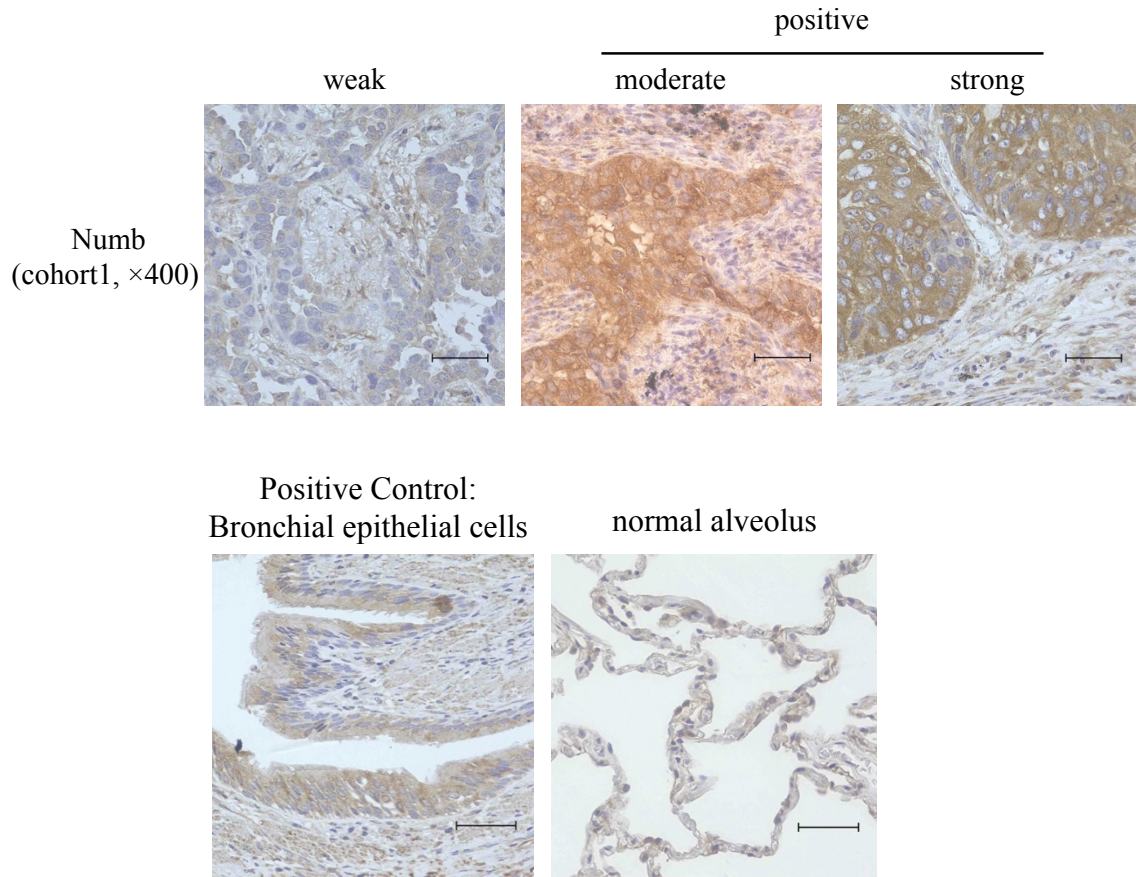 positive
weak
moderate
strong
Numb
(cohort1, ×400)
Positive Control:
Bronchial epithelial cells
normal alveolus